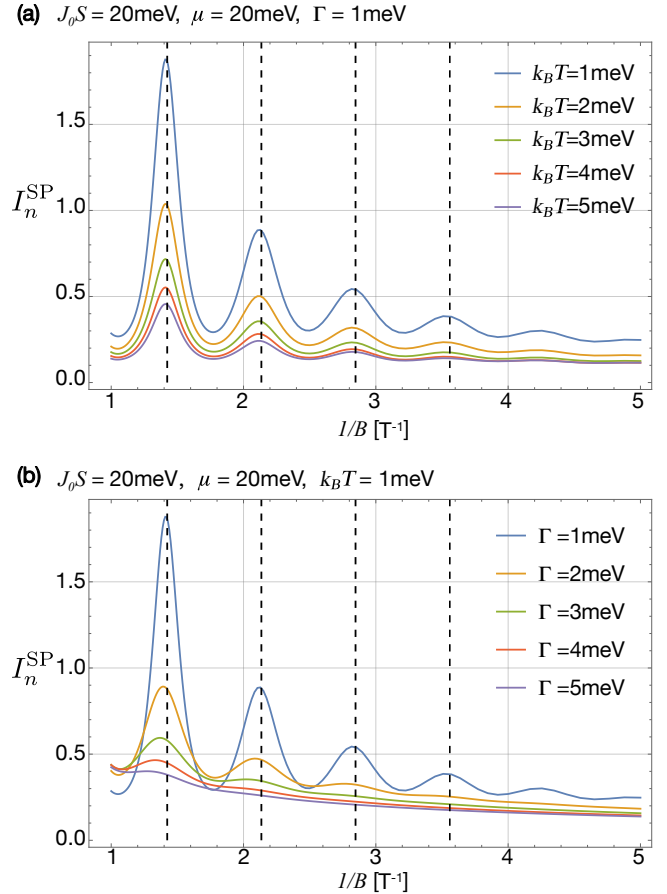 (a) J₀S = 20meV, μ = 20meV, Γ = 1meV
k_BT=1meV
k_BT=2meV
k_BT=3meV
k_BT=4meV
k_BT=5meV
I_n^SP
1.5
1.0
0.5
0.0
1 2 3 4 5
1/B [T⁻¹]
(b) J₀S = 20meV, μ = 20meV, k_BT = 1meV
Γ =1meV
Γ =2meV
Γ =3meV
Γ =4meV
Γ =5meV
I_n^SP
1.5
1.0
0.5
0.0
1 2 3 4 5
1/B [T⁻¹]